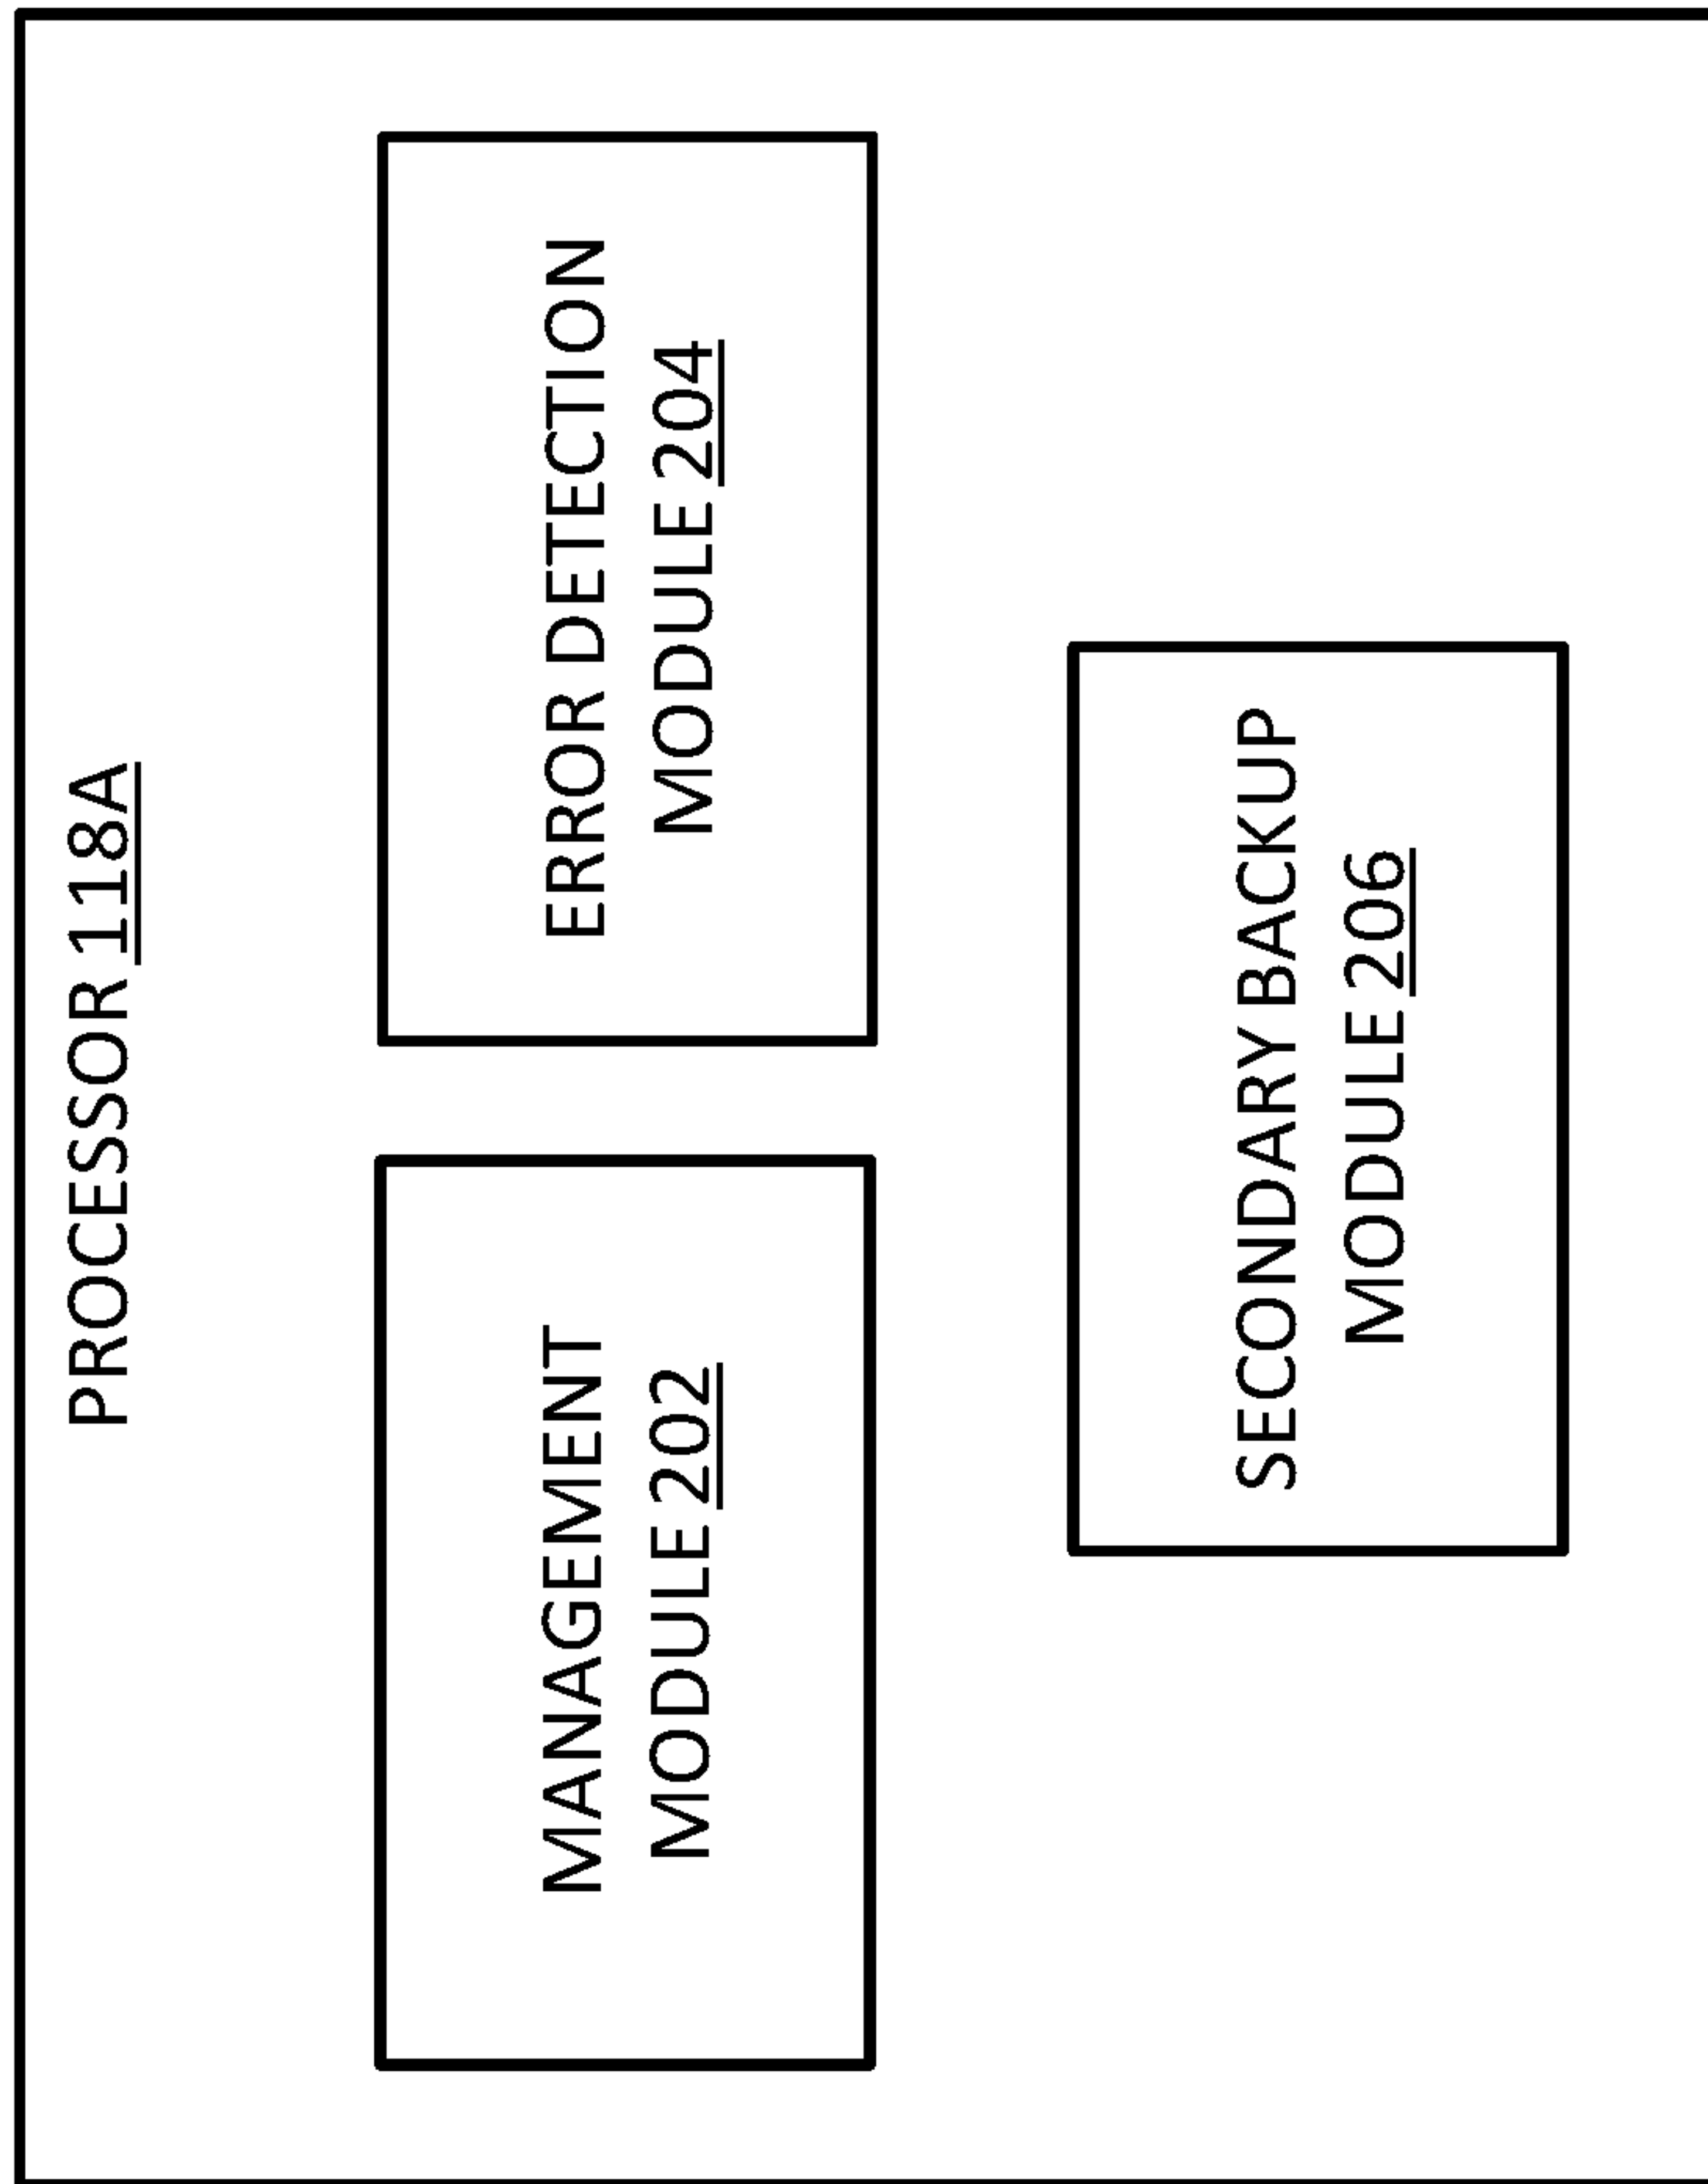 PROCESSOR 118A
MANAGEMENT
MODULE 202
ERROR DETECTION
MODULE 204
SECONDARY BACKUP
MODULE 206